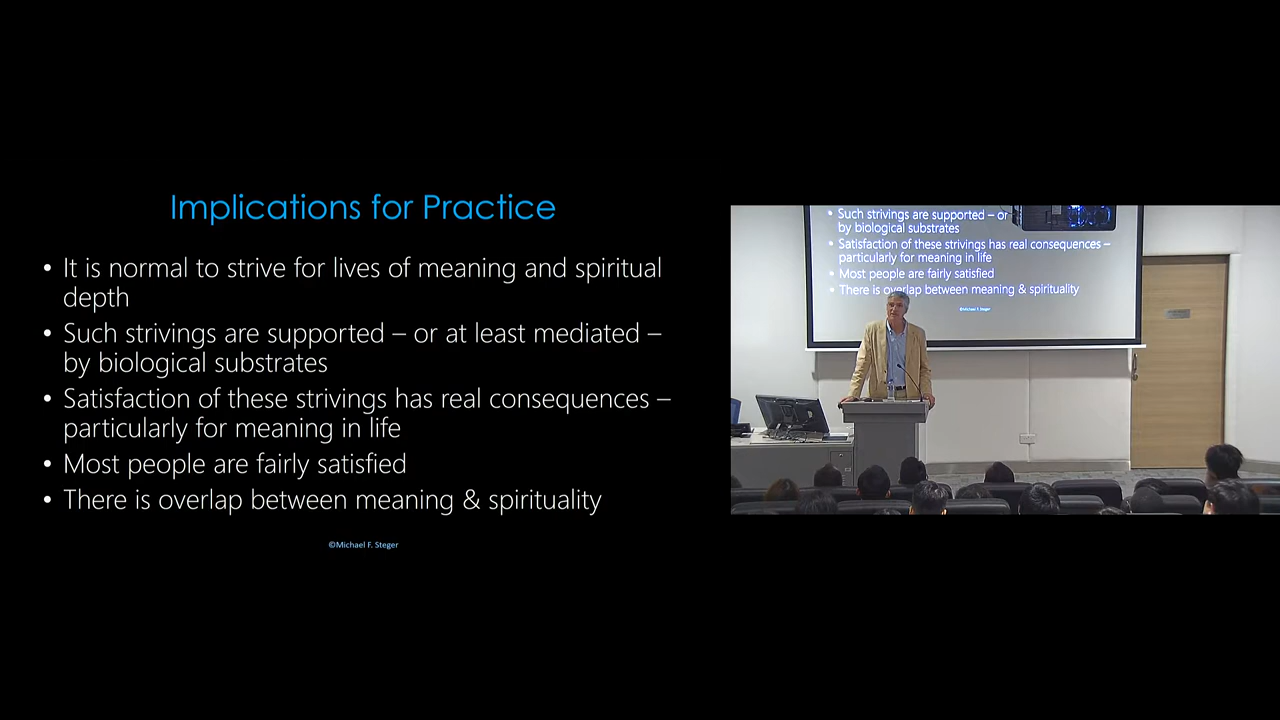 Implications for Practice
• It is normal to strive for lives of meaning and spiritual
depth
• Such strivings are supported – or at least mediated –
by biological substrates
• Satisfaction of these strivings has real consequences –
particularly for meaning in life
• Most people are fairly satisfied
• There is overlap between meaning & spirituality
©Michael F. Steger
• Such strivings are supported – or
by biological substrates
• Satisfaction of these strivings has real consequences –
particularly for meaning in life
• Most people are fairly satisfied
• There is overlap between meaning & spirituality
©Michael F. Steger